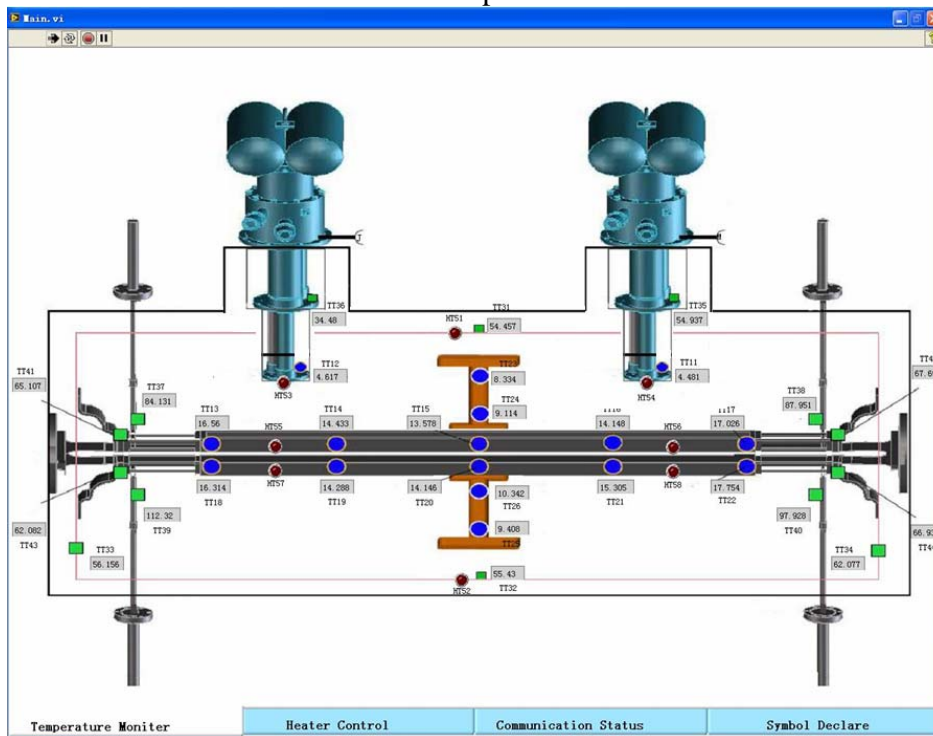 Main.vi
TT36
34.48
TT31
54.457
HT51
TT35
54.937
TT12
4.617
HT53
TT23
8.334
TT11
4.481
HT54
TT41
65.107
TT37
84.131
TT24
9.114
TT38
87.951
67.69
TT13
16.56
TT14
14.433
TT15
13.578
14.148
TT17
17.026
HT55
HT56
HT57
HT58
16.314
TT18
14.288
TT19
14.146
TT20
10.342
TT26
15.305
TT21
17.754
TT22
112.32
TT39
97.928
TT40
62.082
TT43
9.408
TT25
TT33
56.156
TT34
62.077
HT52
55.43
TT32
Temperature Moniter
Heater Control
Communication Status
Symbol Declare